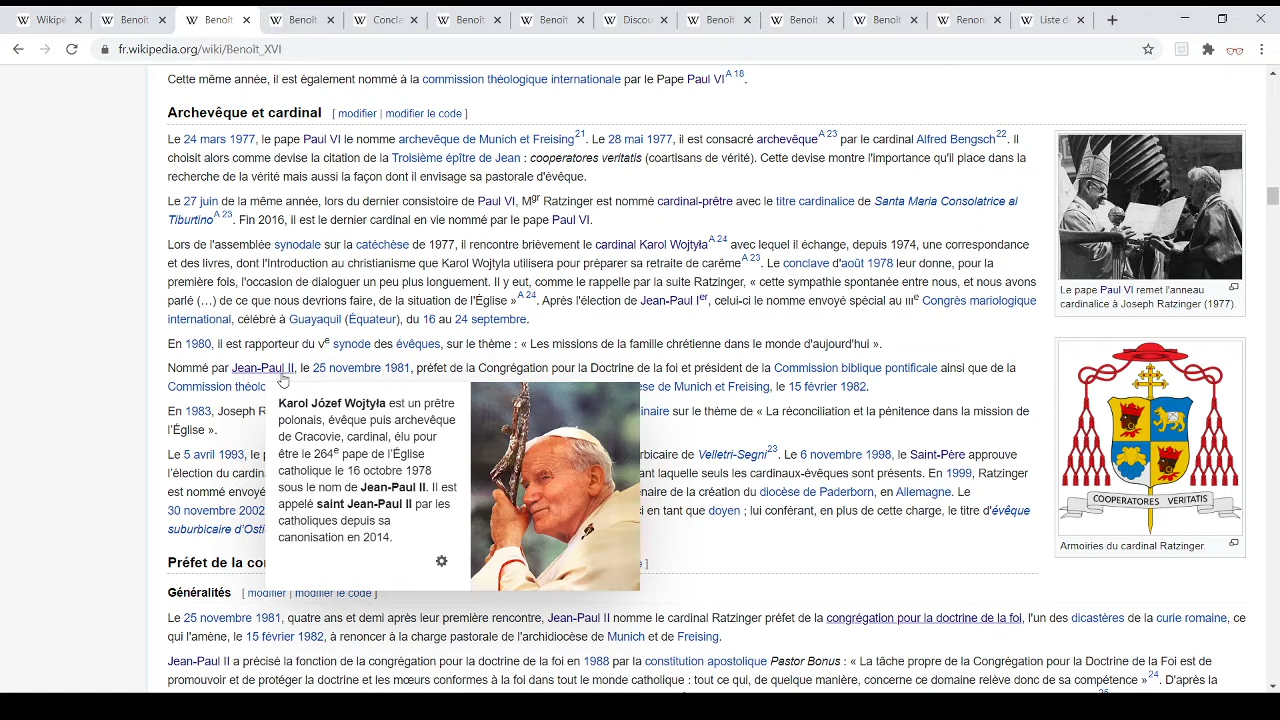 Wikipé
Benoît
Benoît
Benoît
Concla
Benoît
Benoît
Discou
Benoît
Benoît
Benoît
Renon
Liste d
fr.wikipedia.org/wiki/Benoît_XVI
Cette même année, il est également nommé à la commission théologique internationale par le Pape Paul VI A 18.
Archevêque et cardinal [ modifier | modifier le code ]
Le 24 mars 1977, le pape Paul VI le nomme archevêque de Munich et Freising21. Le 28 mai 1977, il est consacré archevêque A 23 par le cardinal Alfred Bengsch22. Il
choisit alors comme devise la citation de la Troisième épître de Jean : cooperatores veritatis (coartisans de vérité). Cette devise montre l'importance qu'il place dans la
recherche de la vérité mais aussi la façon dont il envisage sa pastorale d'évêque.
Le 27 juin de la même année, lors du dernier consistoire de Paul VI, Mgr Ratzinger est nommé cardinal-prêtre avec le titre cardinalice de Santa Maria Consolatrice al
Tiburtino A 23. Fin 2016, il est le dernier cardinal en vie nommé par le pape Paul VI.
Lors de l'assemblée synodale sur la catéchèse de 1977, il rencontre brièvement le cardinal Karol Wojtyła A 24 avec lequel il échange, depuis 1974, une correspondance
et des livres, dont l'Introduction au christianisme que Karol Wojtyla utilisera pour préparer sa retraite de carême A 23. Le conclave d'août 1978 leur donne, pour la
première fois, l'occasion de dialoguer un peu plus longuement. Il y eut, comme le rappelle par la suite Ratzinger, « cette sympathie spontanée entre nous, et nous avons
parlé (…) de ce que nous devrions faire, de la situation de l'Église » A 24. Après l'élection de Jean-Paul Ier, celui-ci le nomme envoyé spécial au IIIe Congrès mariologique
international, célébré à Guayaquil (Équateur), du 16 au 24 septembre.
En 1980, il est rapporteur du Ve synode des évêques, sur le thème : « Les missions de la famille chrétienne dans le monde d'aujourd'hui ».
Nommé par Jean-Paul II, le 25 novembre 1981, préfet de la Congrégation pour la Doctrine de la foi et président de la Commission biblique pontificale ainsi que de la
Commission théolo
se de Munich et Freising, le 15 février 1982.
En 1983, Joseph R
inaire sur le thème de « La réconciliation et la pénitence dans la mission de
l'Église ».
Le 5 avril 1993, le p
rbicaire de Velletri-Segni23. Le 6 novembre 1998, le Saint-Père approuve
l'élection du cardina
ant laquelle seuls les cardinaux-évêques sont présents. En 1999, Ratzinger
est nommé envoyé
naire de la création du diocèse de Paderborn, en Allemagne. Le
30 novembre 2002
ci en tant que doyen ; lui conférant, en plus de cette charge, le titre d'évêque
suburbicaire d'Osti
Karol Józef Wojtyła est un prêtre
polonais, évêque puis archevêque
de Cracovie, cardinal, élu pour
être le 264e pape de l'Église
catholique le 16 octobre 1978
sous le nom de Jean-Paul II. Il est
appelé saint Jean-Paul II par les
catholiques depuis sa
canonisation en 2014.
Le pape Paul VI remet l'anneau
cardinalice à Joseph Ratzinger (1977).
COOPERATORES VERITATIS
Armoiries du cardinal Ratzinger.
Préfet de la co
e ]
Généralités [ modifier | modifier le code ]
Le 25 novembre 1981, quatre ans et demi après leur première rencontre, Jean-Paul II nomme le cardinal Ratzinger préfet de la congrégation pour la doctrine de la foi, l'un des dicastères de la curie romaine, ce
qui l'amène, le 15 février 1982, à renoncer à la charge pastorale de l'archidiocèse de Munich et de Freising.
Jean-Paul II a précisé la fonction de la congrégation pour la doctrine de la foi en 1988 par la constitution apostolique Pastor Bonus : « La tâche propre de la Congrégation pour la Doctrine de la Foi est de
promouvoir et de protéger la doctrine et les mœurs conformes à la foi dans tout le monde catholique : tout ce qui, de quelque manière, concerne ce domaine relève donc de sa compétence »24. D'après la